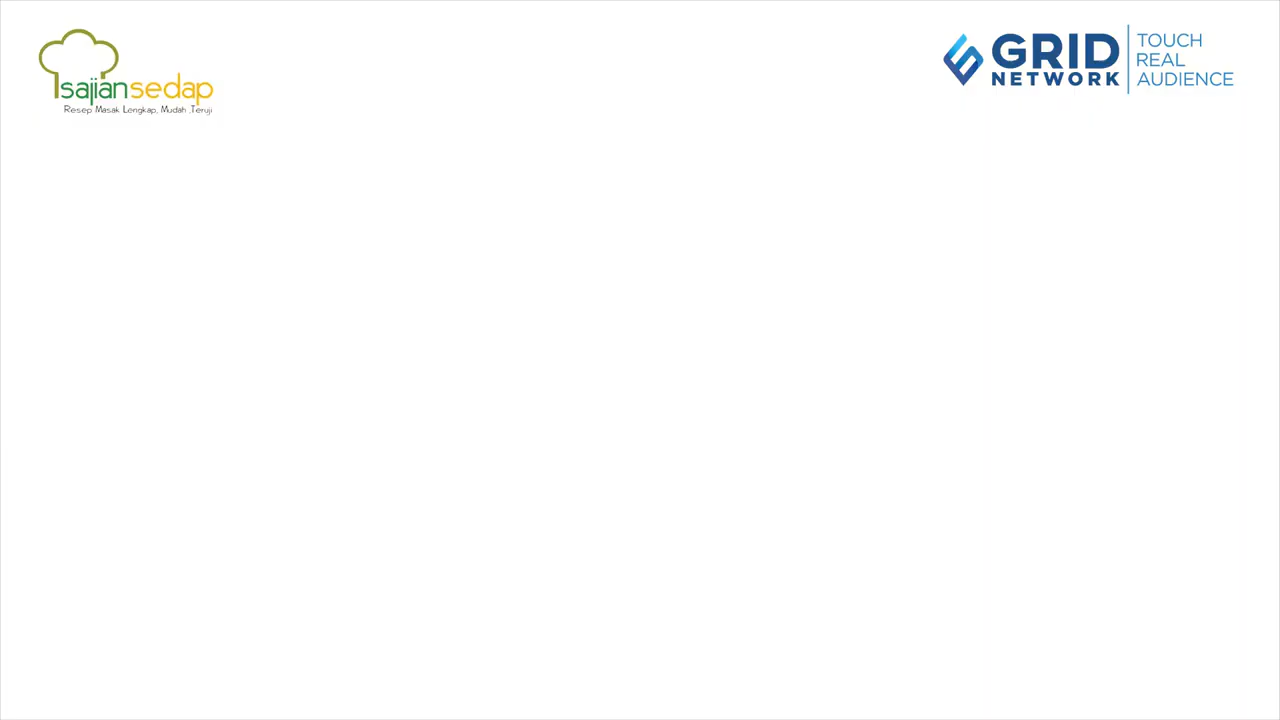 sajiansedap
Resep Masak Lengkap, Mudah ,Teruji
GRID
NETWORK
TOUCH
REAL
AUDIENCE